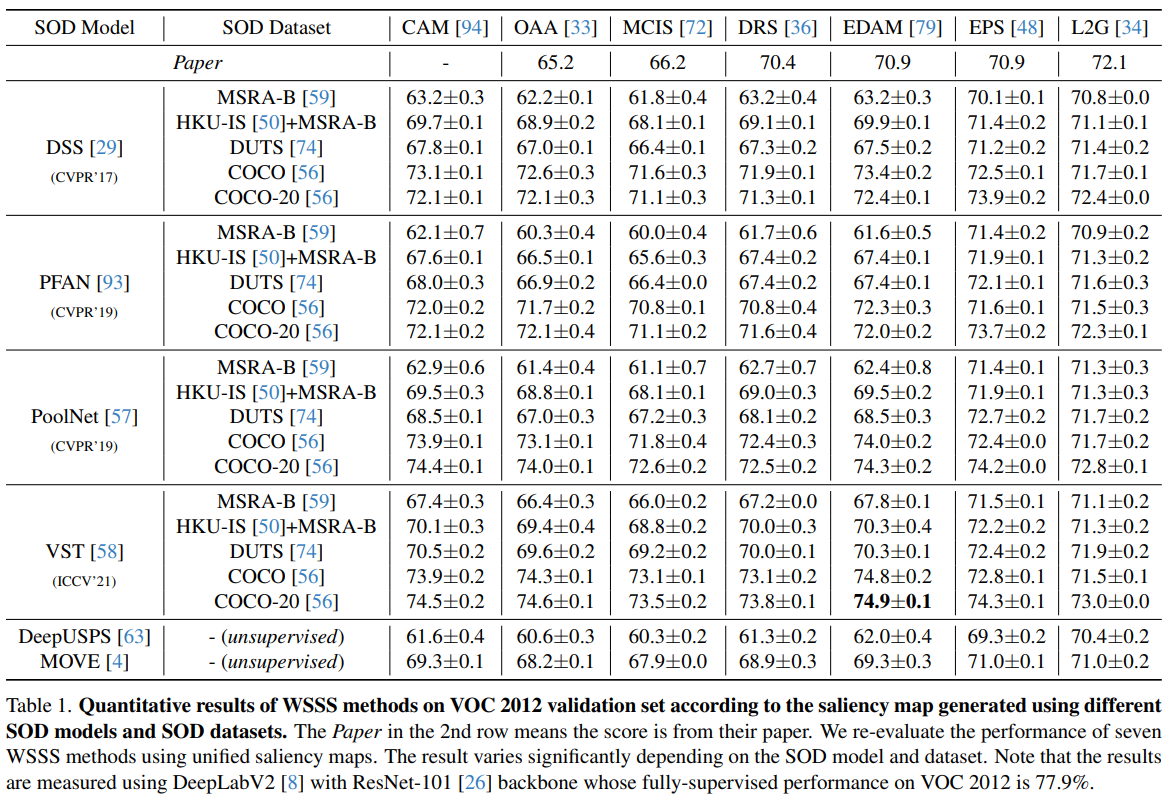 SOD Model SOD Dataset CAM [94] OAA [33] MCIS [72] DRS [36] EDAM [79] EPS [48] L2G [34]
Paper - 65.2 66.2 70.4 70.9 70.9 72.1
MSRA-B [59] 63.2±0.3 62.2±0.1 61.8±0.4 63.2±0.4 63.2±0.3 70.1±0.1 70.8±0.0
HKU-IS [50]+MSRA-B 69.7±0.1 68.9±0.2 68.1±0.1 69.1±0.1 69.9±0.1 71.4±0.2 71.1±0.1
DSS [29] DUTS [74] 67.8±0.1 67.0±0.1 66.4±0.1 67.3±0.2 67.5±0.2 71.2±0.2 71.4±0.2
(CVPR'17) COCO [56] 73.1±0.1 72.6±0.3 71.6±0.3 71.9±0.1 73.4±0.2 72.5±0.1 71.7±0.1
COCO-20 [56] 72.1±0.1 72.1±0.3 71.1±0.3 71.3±0.1 72.4±0.1 73.9±0.2 72.4±0.0
MSRA-B [59] 62.1±0.7 60.3±0.4 60.0±0.4 61.7±0.6 61.6±0.5 71.4±0.2 70.9±0.2
HKU-IS [50]+MSRA-B 67.6±0.1 66.5±0.1 65.6±0.3 67.4±0.2 67.4±0.2 71.9±0.1 71.3±0.2
PFAN [93] DUTS [74] 68.0±0.3 66.9±0.2 66.4±0.0 67.4±0.2 67.4±0.1 72.1±0.1 71.6±0.3
(CVPR'19) COCO [56] 72.0±0.2 71.7±0.2 70.8±0.1 70.8±0.4 72.3±0.3 71.6±0.1 71.5±0.3
COCO-20 [56] 72.1±0.2 72.1±0.4 71.1±0.2 71.6±0.4 72.0±0.2 73.7±0.2 72.3±0.1
MSRA-B [59] 62.9±0.6 61.4±0.4 61.1±0.7 62.7±0.7 62.4±0.8 71.4±0.1 71.3±0.3
HKU-IS [50]+MSRA-B 69.5±0.3 68.8±0.1 68.1±0.1 69.0±0.3 69.5±0.2 71.9±0.1 71.3±0.3
PoolNet [57] DUTS [74] 68.5±0.1 67.0±0.3 67.2±0.3 68.1±0.2 68.5±0.3 72.7±0.2 71.7±0.2
(CVPR'19) COCO [56] 73.9±0.1 73.1±0.1 71.8±0.4 72.4±0.3 74.0±0.2 72.4±0.0 71.7±0.2
COCO-20 [56] 74.4±0.1 74.0±0.1 72.6±0.2 72.5±0.2 74.3±0.2 74.2±0.0 72.8±0.1
MSRA-B [59] 67.4±0.3 66.4±0.3 66.0±0.2 67.2±0.0 67.8±0.1 71.5±0.1 71.1±0.2
HKU-IS [50]+MSRA-B 70.1±0.3 69.4±0.4 68.8±0.2 70.0±0.3 70.3±0.4 72.2±0.2 71.3±0.2
VST [58] DUTS [74] 70.5±0.2 69.6±0.2 69.2±0.2 70.0±0.1 70.3±0.1 72.4±0.2 71.9±0.2
(ICCV'21) COCO [56] 73.9±0.2 74.3±0.1 73.1±0.1 73.1±0.2 74.8±0.2 72.8±0.1 71.5±0.1
COCO-20 [56] 74.5±0.2 74.6±0.1 73.5±0.2 73.8±0.1 74.9±0.1 74.3±0.1 73.0±0.0
DeepUSPS [63] - (unsupervised) 61.6±0.4 60.6±0.3 60.3±0.2 61.3±0.2 62.0±0.4 69.3±0.2 70.4±0.2
MOVE [4] - (unsupervised) 69.3±0.1 68.2±0.1 67.9±0.0 68.9±0.3 69.3±0.3 71.0±0.1 71.0±0.2
Table 1. Quantitative results of WSSS methods on VOC 2012 validation set according to the saliency map generated using different
SOD models and SOD datasets. The Paper in the 2nd row means the score is from their paper. We re-evaluate the performance of seven
WSSS methods using unified saliency maps. The result varies significantly depending on the SOD model and dataset. Note that the results
are measured using DeepLabV2 [8] with ResNet-101 [26] backbone whose fully-supervised performance on VOC 2012 is 77.9%.